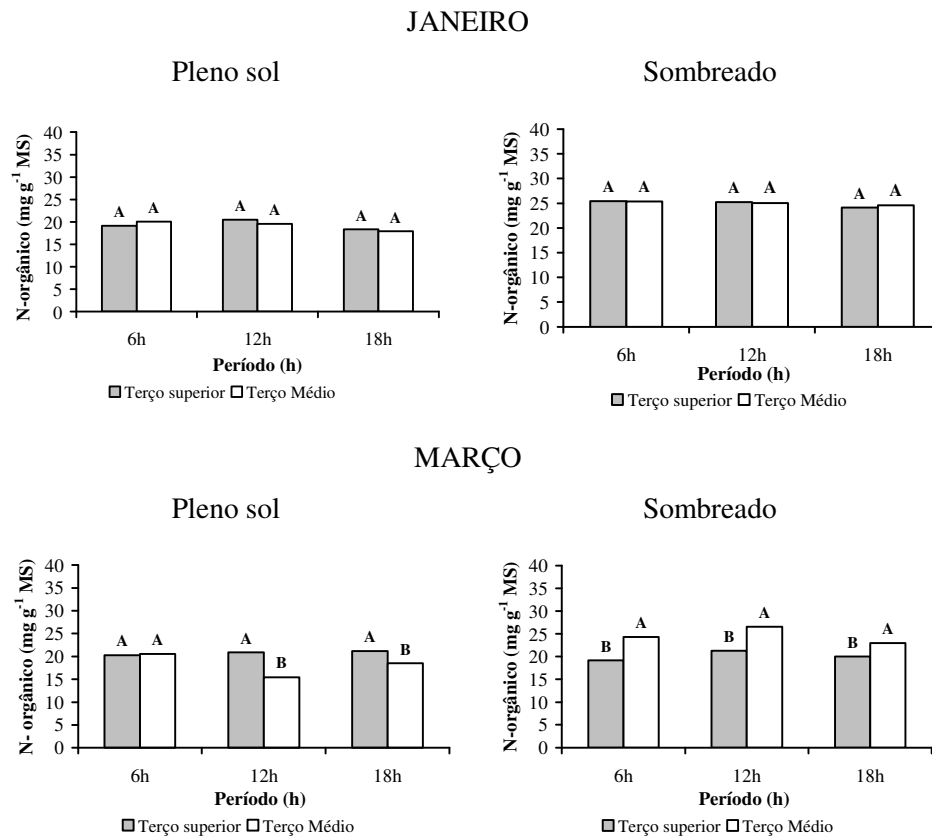 JANEIRO
Pleno sol
N-orgânico (mg g⁻¹ MS)
40
35
30
25
20
15
10
5
0
A A A A A A
6h 12h 18h
Período (h)
Terço superior Terço Médio
Sombreado
N-orgânico (mg g⁻¹ MS)
40
35
30
25
20
15
10
5
0
A A A A A A
6h 12h 18h
Período (h)
Terço superior Terço Médio
MARÇO
Pleno sol
N- orgânico (mg g⁻¹ MS)
40
35
30
25
20
15
10
5
0
A A A B A B
6h 12h 18h
Período (h)
Terço superior Terço Médio
Sombreado
N-orgânico (mg g⁻¹ MS)
40
35
30
25
20
15
10
5
0
B A B A B A
6h 12h 18h
Período (h)
Terço superior Terço Médio